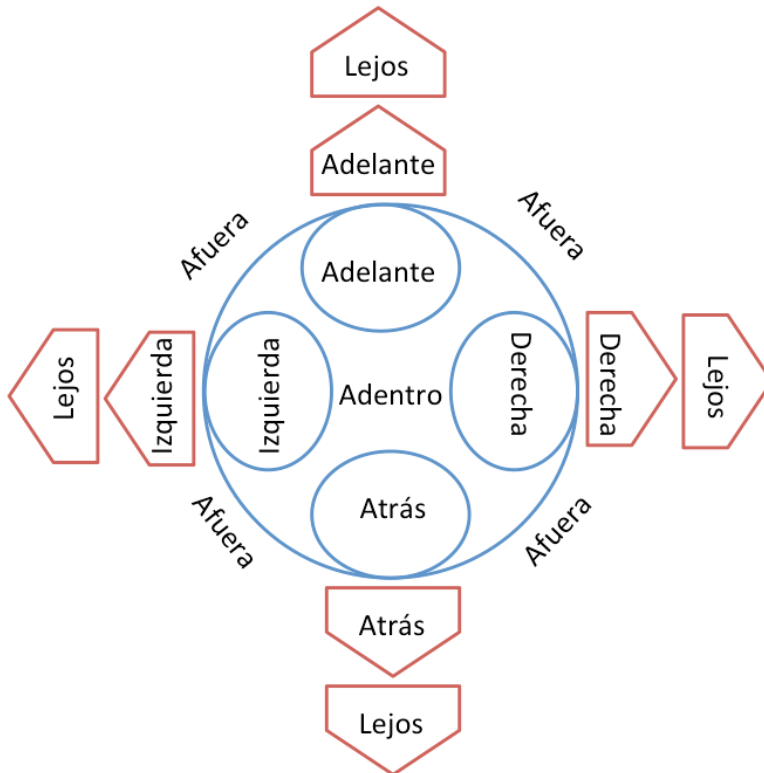 Lejos
Adelante
Afuera
Afuera
Adelante
Lejos
Izquierda
Izquierda
Adentro
Derecha
Derecha
Lejos
Atrás
Afuera
Afuera
Atrás
Lejos